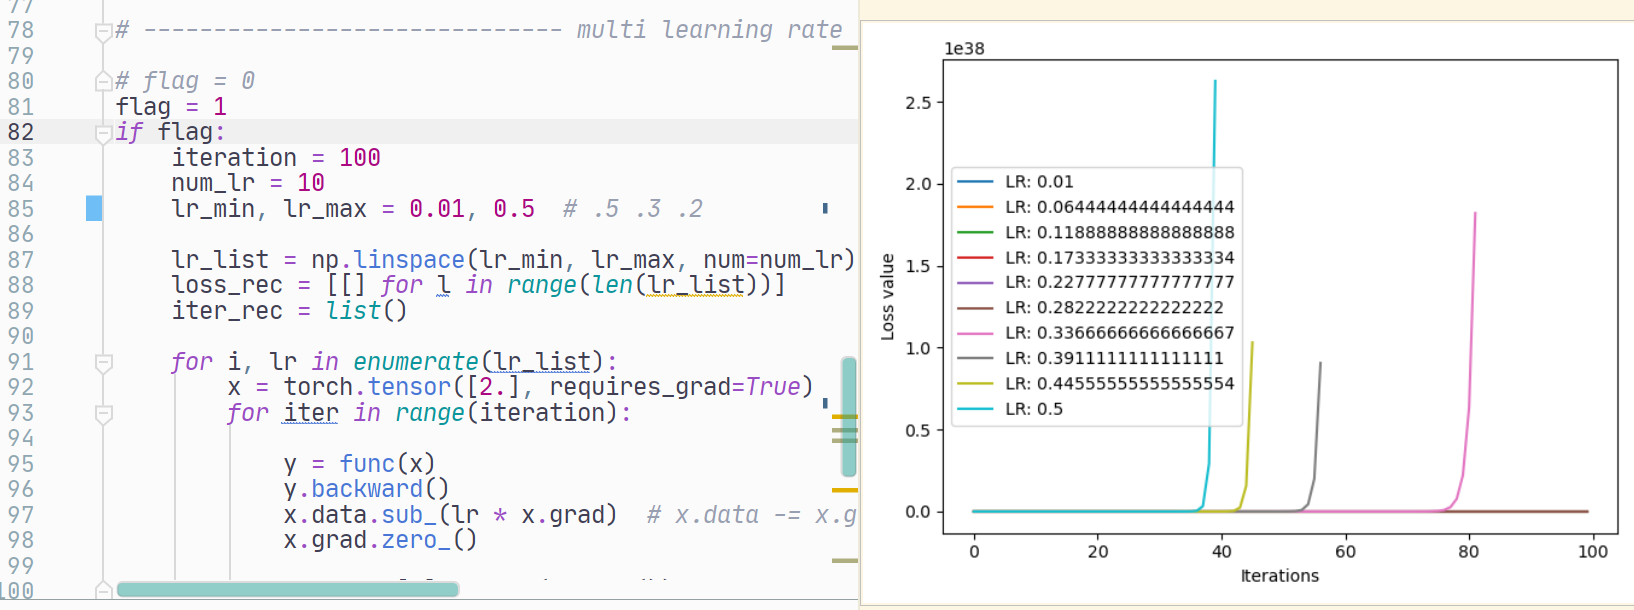 77
78 # ------------------------------ multi learning rate
79
80 # flag = 0
81 flag = 1
82 if flag:
83 iteration = 100
84 num_lr = 10
85 lr_min, lr_max = 0.01, 0.5 # .5 .3 .2
86
87 lr_list = np.linspace(lr_min, lr_max, num=num_lr)
88 loss_rec = [[] for l in range(len(lr_list))]
89 iter_rec = list()
90
91 for i, lr in enumerate(lr_list):
92 x = torch.tensor([2.], requires_grad=True)
93 for iter in range(iteration):
94
95 y = func(x)
96 y.backward()
97 x.data.sub_(lr * x.grad) # x.data -= x.g
98 x.grad.zero_()
99
100
1e38
2.5
2.0
1.5
1.0
0.5
0.0
Loss value
LR: 0.01
LR: 0.06444444444444444
LR: 0.11888888888888888
LR: 0.17333333333333334
LR: 0.22777777777777777
LR: 0.2822222222222222
LR: 0.33666666666666667
LR: 0.3911111111111111
LR: 0.44555555555555554
LR: 0.5
0 20 40 60 80 100
Iterations